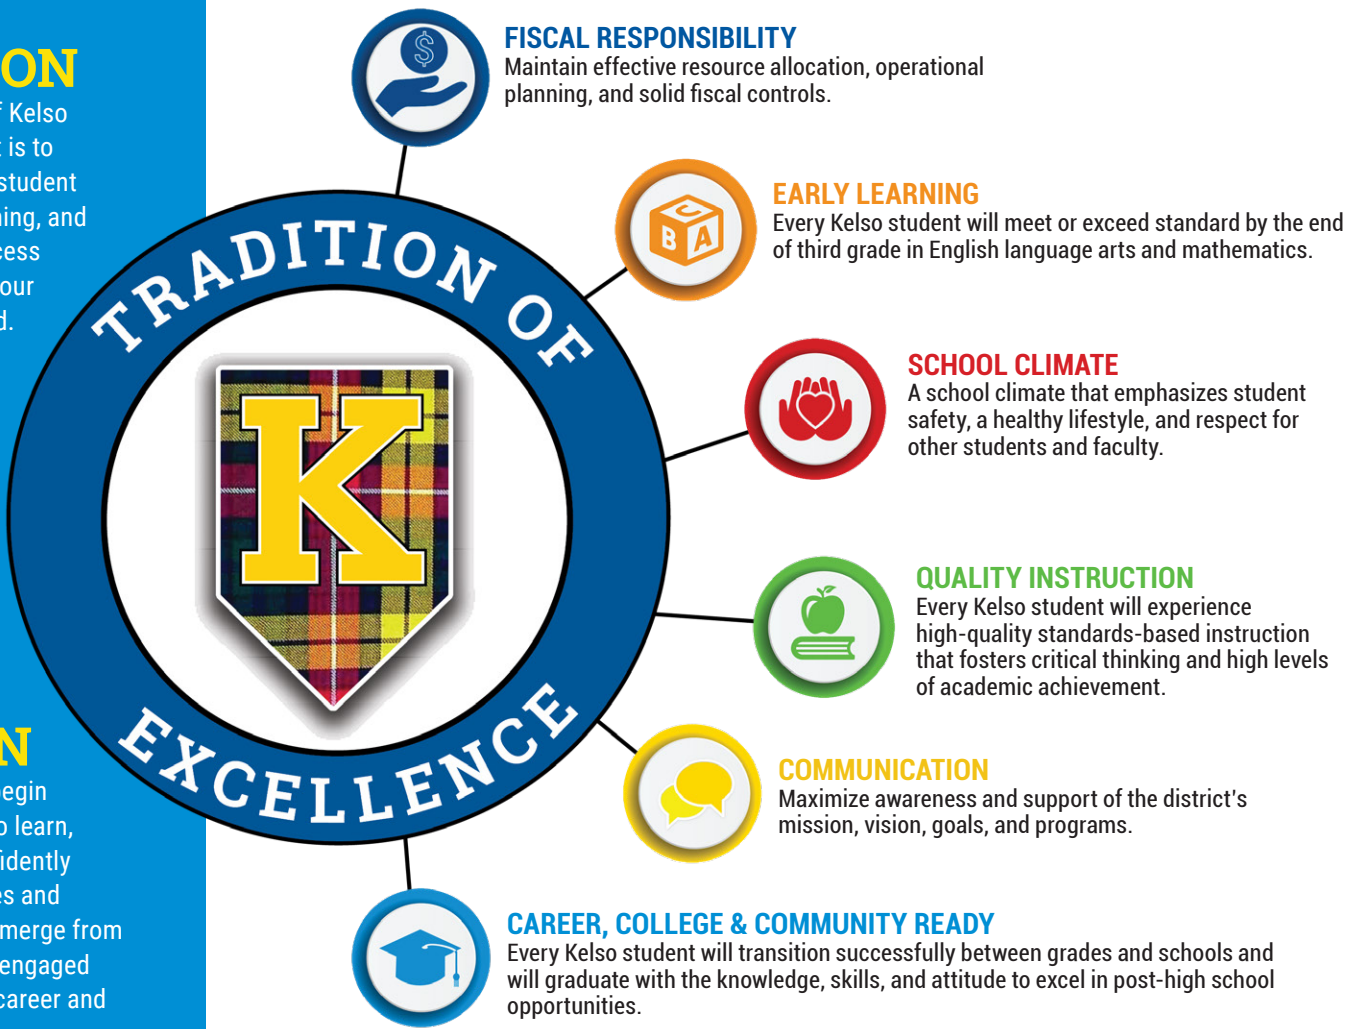 ON
f Kelso
t is to
student
ning, and
cess
our
d.
TRADITION OF
K
EXCELLENCE
N
begin
o learn,
fidently
es and
merge from
engaged
career and
FISCAL RESPONSIBILITY
Maintain effective resource allocation, operational
planning, and solid fiscal controls.
$
EARLY LEARNING
Every Kelso student will meet or exceed standard by the end
of third grade in English language arts and mathematics.
C
B A
SCHOOL CLIMATE
A school climate that emphasizes student
safety, a healthy lifestyle, and respect for
other students and faculty.
QUALITY INSTRUCTION
Every Kelso student will experience
high-quality standards-based instruction
that fosters critical thinking and high levels
of academic achievement.
COMMUNICATION
Maximize awareness and support of the district's
mission, vision, goals, and programs.
CAREER, COLLEGE & COMMUNITY READY
Every Kelso student will transition successfully between grades and schools and
will graduate with the knowledge, skills, and attitude to excel in post-high school
opportunities.